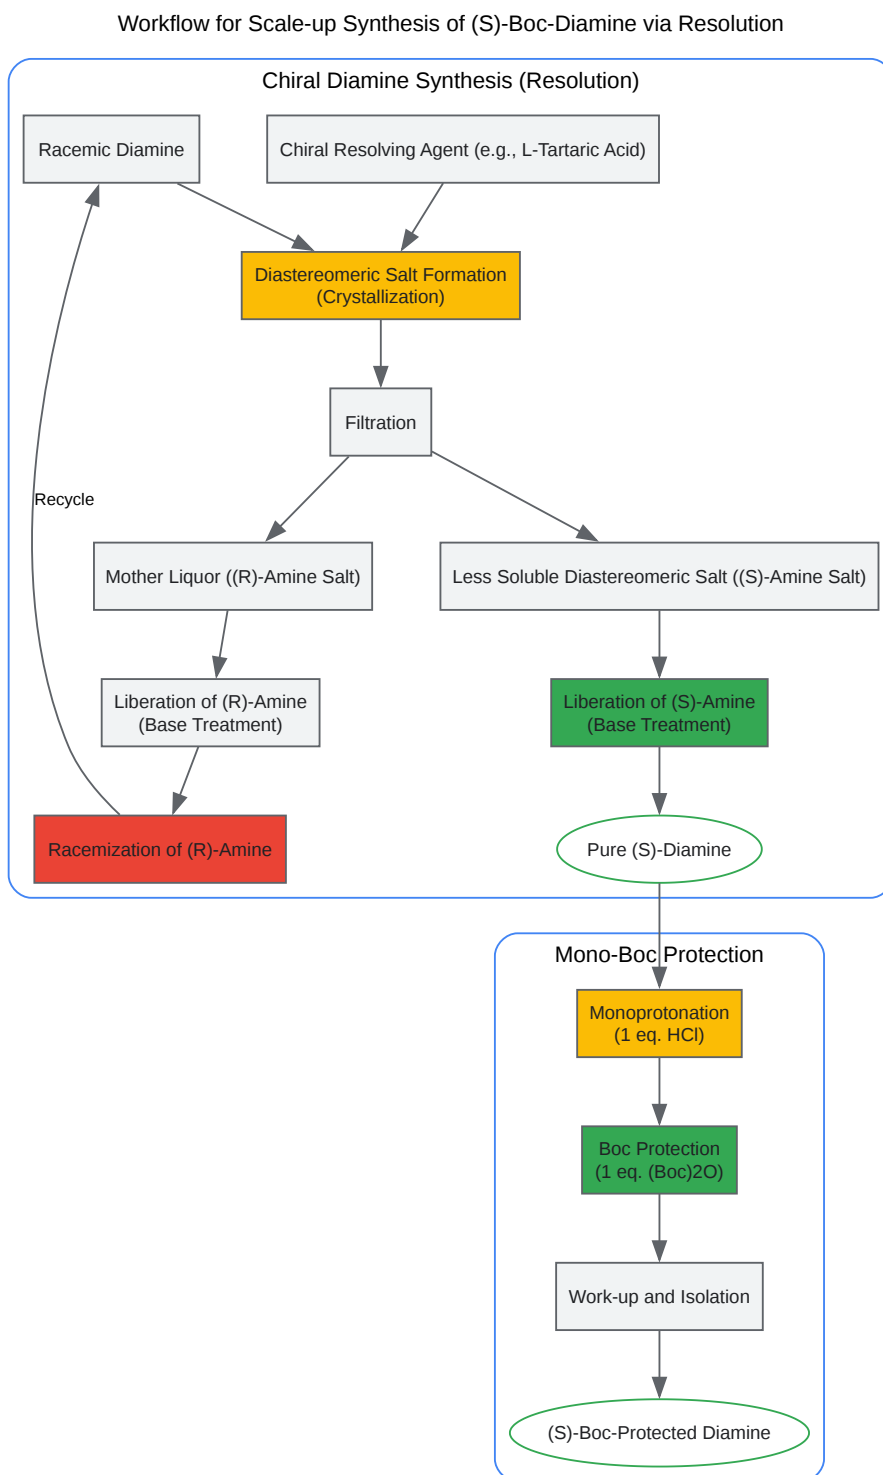 Workflow for Scale-up Synthesis of (S)-Boc-Diamine via Resolution
Chiral Diamine Synthesis (Resolution)
Racemic Diamine
Chiral Resolving Agent (e.g., L-Tartaric Acid)
Diastereomeric Salt Formation
(Crystallization)
Filtration
Recycle
Mother Liquor ((R)-Amine Salt)
Less Soluble Diastereomeric Salt ((S)-Amine Salt)
Liberation of (R)-Amine
(Base Treatment)
Liberation of (S)-Amine
(Base Treatment)
Racemization of (R)-Amine
Pure (S)-Diamine
Mono-Boc Protection
Monoprotonation
(1 eq. HCl)
Boc Protection
(1 eq. (Boc)2O)
Work-up and Isolation
(S)-Boc-Protected Diamine